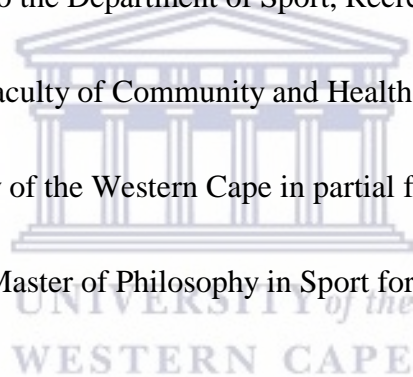 o the Department of Sport, Recre
aculty of Community and Health
of the Western Cape in partial f
Master of Philosophy in Sport for
UNIVERSITY of the
WESTERN CAPE